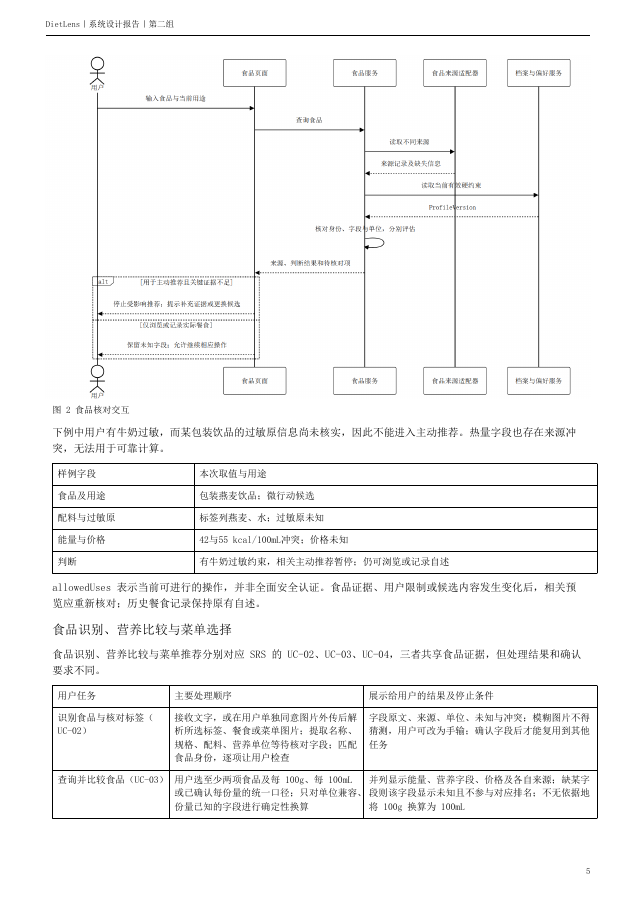 DietLens｜系统设计报告｜第二组
用户
食品页面
食品服务
食品来源适配器
档案与偏好服务
输入食品与当前用途
查询食品
读取不同来源
来源记录及缺失信息
读取当前有效硬约束
ProfileVersion
核对身份、字段与单位，分别评估
来源、判断结果和待核对项
alt
[用于主动推荐且关键证据不足]
停止受影响推荐；提示补充证据或更换候选
[仅浏览或记录实际餐食]
保留未知字段；允许继续相应操作
用户
食品页面
食品服务
食品来源适配器
档案与偏好服务
图 2 食品核对交互
下例中用户有牛奶过敏，而某包装饮品的过敏原信息尚未核实，因此不能进入主动推荐。热量字段也存在来源冲
突，无法用于可靠计算。
样例字段
本次取值与用途
食品及用途
包装燕麦饮品；微行动候选
配料与过敏原
标签列燕麦、水；过敏原未知
能量与价格
42与55 kcal/100mL冲突；价格未知
判断
有牛奶过敏约束，相关主动推荐暂停；仍可浏览或记录自述
allowedUses 表示当前可进行的操作，并非全面安全认证。食品证据、用户限制或候选内容发生变化后，相关预
览应重新核对；历史餐食记录保持原有自述。
食品识别、营养比较与菜单选择
食品识别、营养比较与菜单推荐分别对应 SRS 的 UC-02、UC-03、UC-04，三者共享食品证据，但处理结果和确认
要求不同。
用户任务
主要处理顺序
展示给用户的结果及停止条件
识别食品与核对标签（
UC-02）
接收文字，或在用户单独同意图片外传后解
析所选标签、餐食或菜单图片；提取名称、
规格、配料、营养单位等待核对字段；匹配
食品身份，逐项让用户检查
字段原文、来源、单位、未知与冲突；模糊图片不得
猜测，用户可改为手输；确认字段后才能复用到其他
任务
查询并比较食品（UC-03）
用户选至少两项食品及每 100g、每 100mL
或已确认每份量的统一口径；只对单位兼容、
份量已知的字段进行确定性换算
并列显示能量、营养字段、价格及各自来源；缺某字
段则该字段显示未知且不参与对应排名；不无依据地
将 100g 换算为 100mL
5